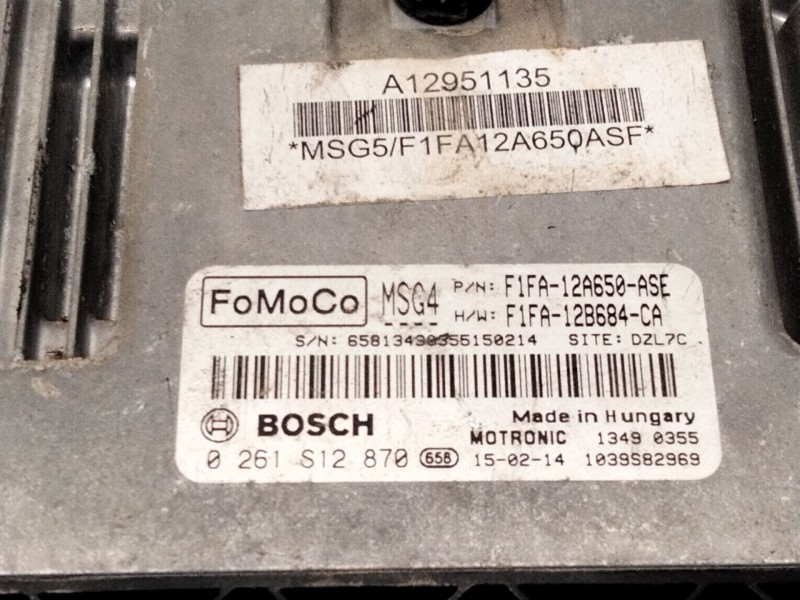 A12951135
*MSG5/F1FA12A650ASF*
FoMoCo MSG4 P/N: F1FA-12A650-ASE
H/W: F1FA-12B684-CA
S/N: 65813490355150214 SITE: DZL7C
BOSCH Made in Hungary
MOTRONIC 1349 0355
0 261 S12 870 658 15-02-14 1039S82969